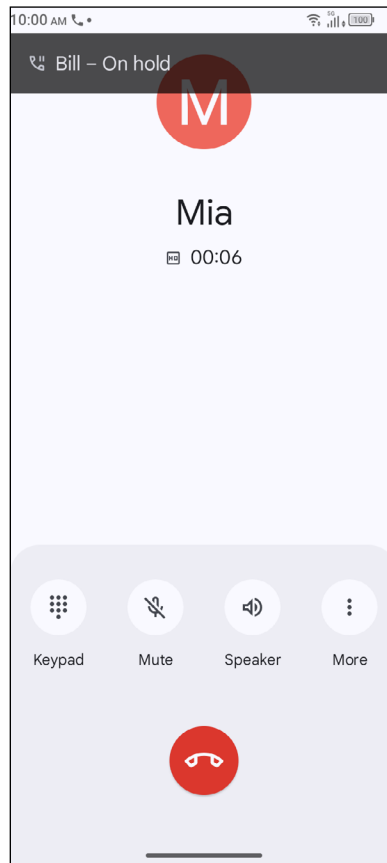 10:00 AM
5G
100
Bill – On hold
M
Mia
HD 00:06
Keypad Mute Speaker More